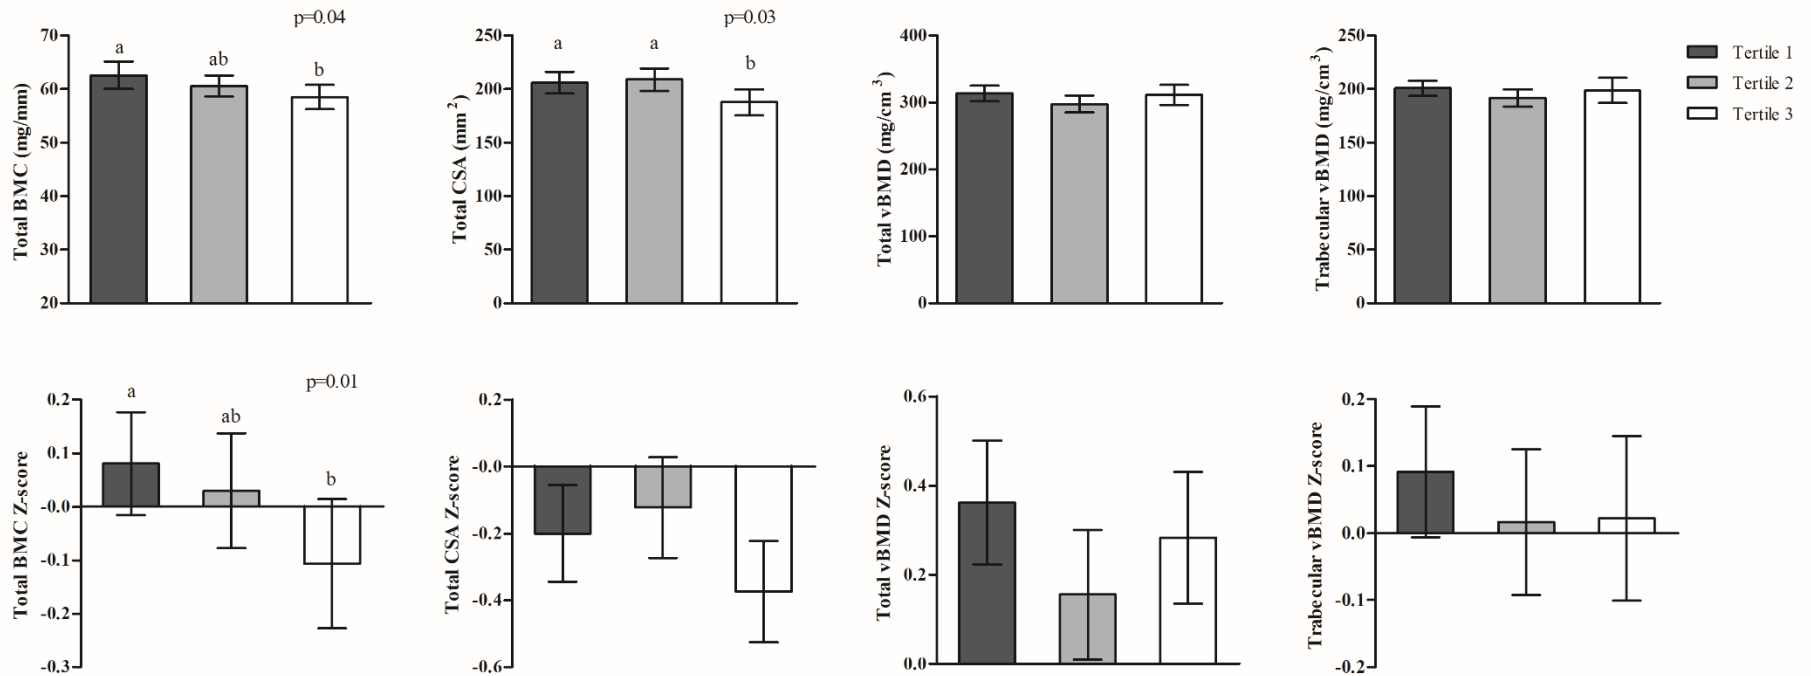 p=0.04
Total BMC (mg/mm)
70
60
50
40
30
20
a
ab
b
p=0.03
Total CSA (mm²)
250
200
150
100
50
0
a
a
b
Total vBMD (mg/cm³)
400
300
200
100
0
Trabecular vBMD (mg/cm³)
250
200
150
100
50
0
Tertile 1
Tertile 2
Tertile 3
p=0.01
Total BMC Z-score
0.2
0.1
-0.0
-0.1
-0.2
-0.3
a
ab
b
Total CSA Z-score
0.2
-0.0
-0.2
-0.4
-0.6
Total vBMD Z-score
0.6
0.4
0.2
0.0
Trabecular vBMD Z-score
0.2
0.1
0.0
-0.1
-0.2